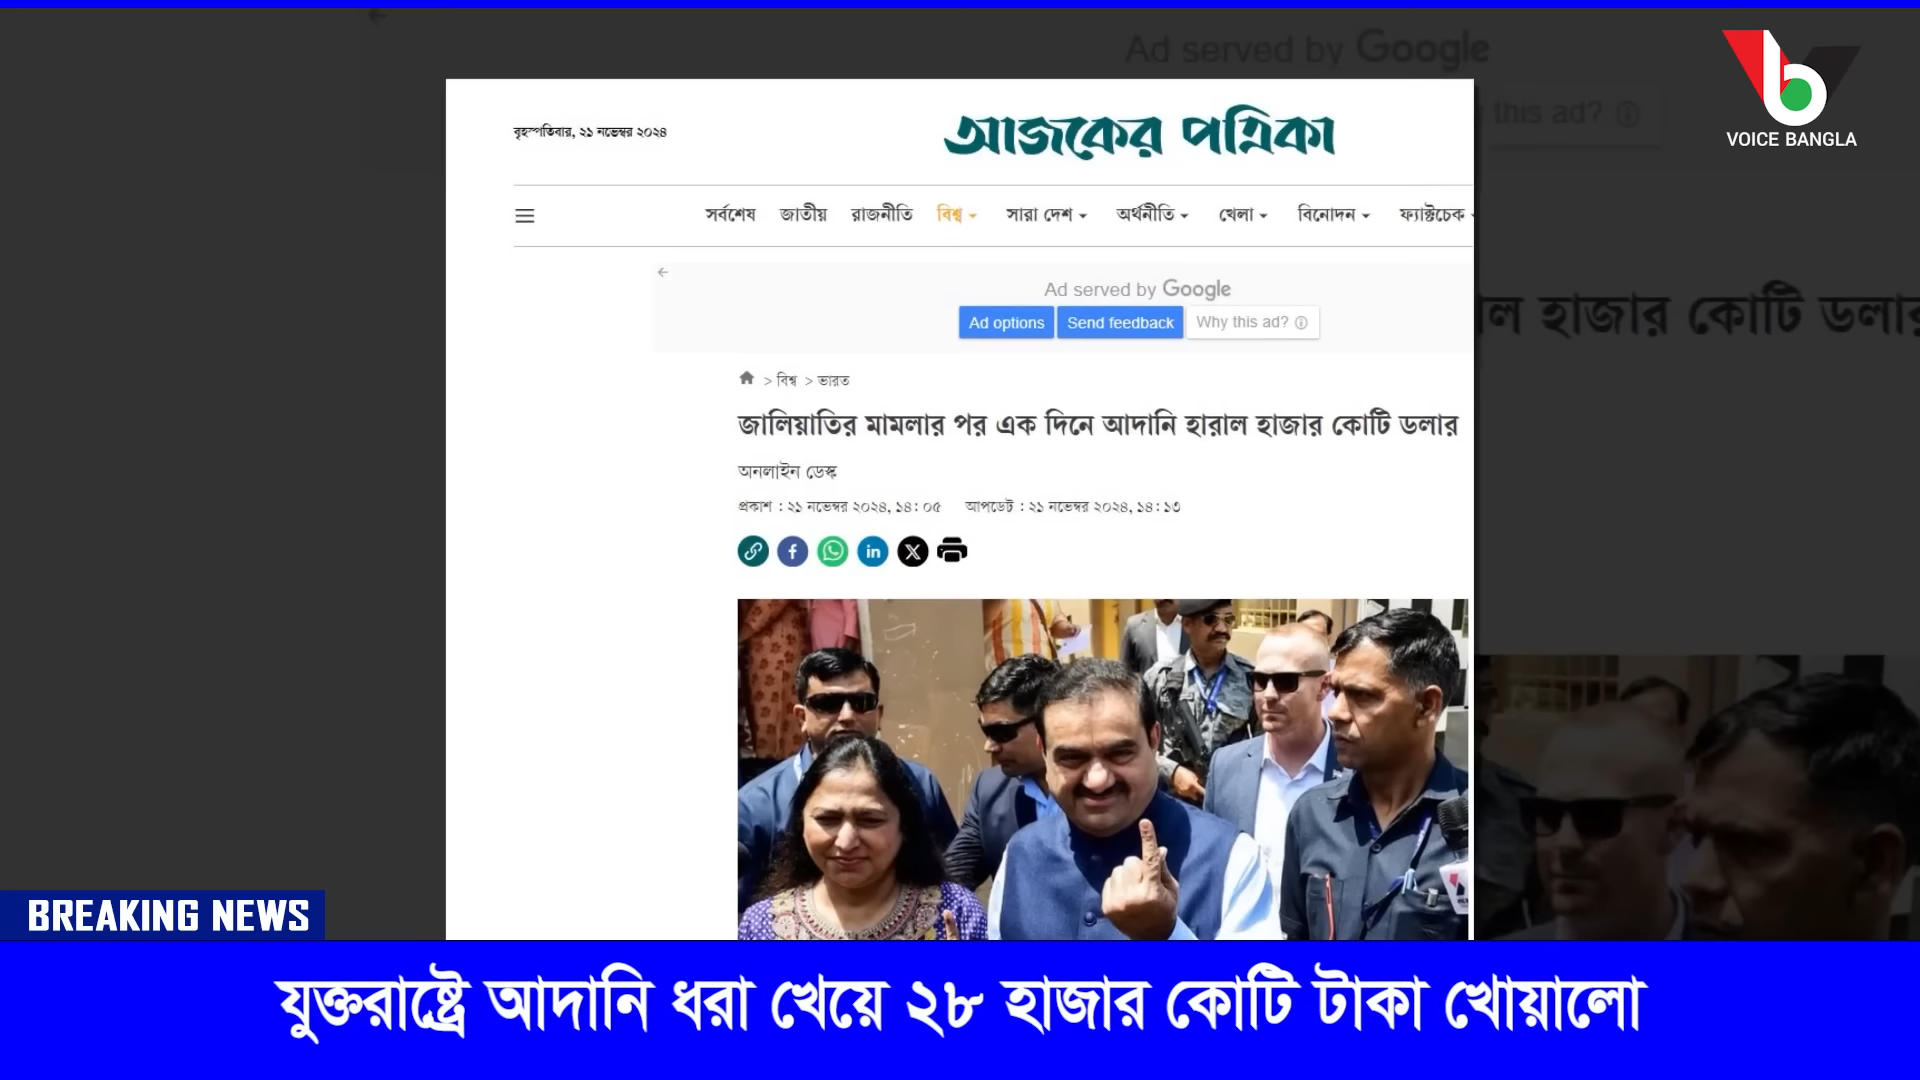 Ad served by Google
this ad?
VOICE BANGLA
বৃহস্পতিবার, ২১ নভেম্বর ২০২৪
আজকের পত্রিকা
সর্বশেষ জাতীয় রাজনীতি বিশ্ব সারা দেশ অর্থনীতি খেলা বিনোদন ফ্যাক্টচেক
Ad served by Google
Ad options Send feedback Why this ad?
> বিশ্ব > ভারত
হাজার কোটি ডলার
জালিয়াতির মামলার পর এক দিনে আদানি হারাল হাজার কোটি ডলার
অনলাইন ডেস্ক
প্রকাশ : ২১ নভেম্বর ২০২৪, ১৪: ০৫ আপডেট : ২১ নভেম্বর ২০২৪, ১৪: ১৩
BREAKING NEWS
যুক্তরাষ্ট্রে আদানি ধরা খেয়ে ২৮ হাজার কোটি টাকা খোয়ালো